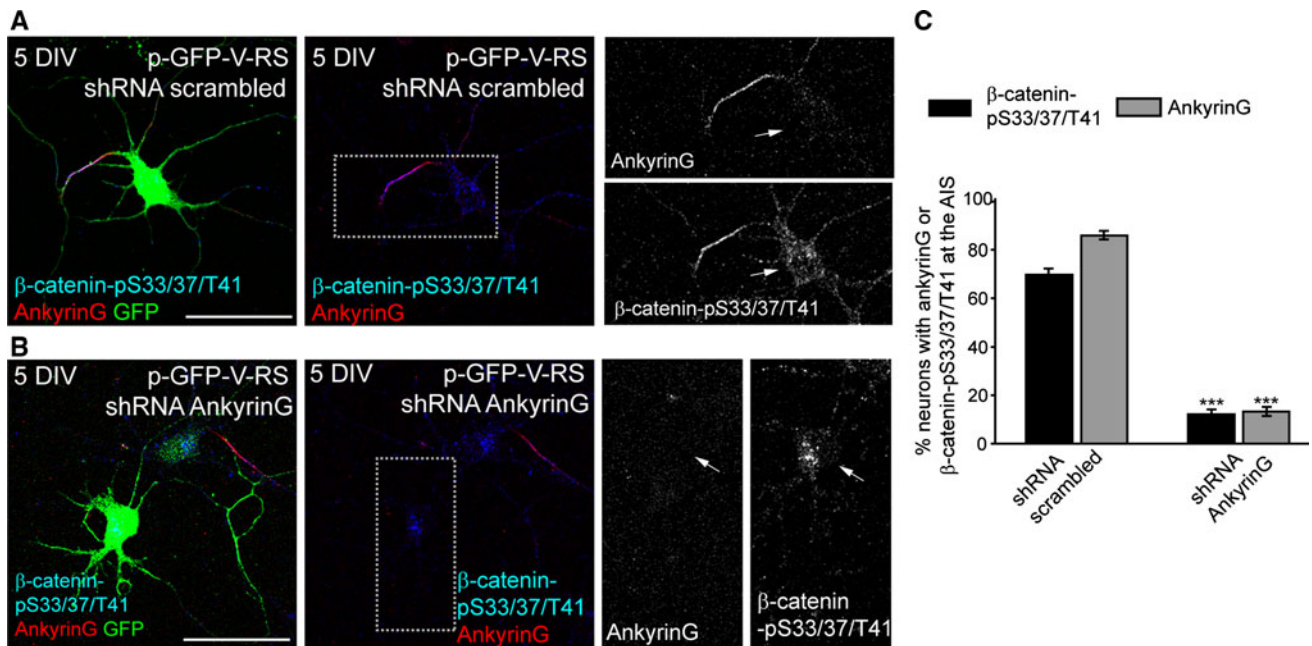 A
5 DIV
p-GFP-V-RS
shRNA scrambled
β-catenin-pS33/37/T41
AnkyrinG GFP
5 DIV
p-GFP-V-RS
shRNA scrambled
β-catenin-pS33/37/T41
AnkyrinG
AnkyrinG
β-catenin-pS33/37/T41
B
5 DIV
p-GFP-V-RS
shRNA AnkyrinG
β-catenin-
pS33/37/T41
AnkyrinG GFP
5 DIV
p-GFP-V-RS
shRNA AnkyrinG
β-catenin-
pS33/37/T41
AnkyrinG
AnkyrinG
β-catenin
-pS33/37/T41
C
β-catenin-
pS33/37/T41
AnkyrinG
% neurons with ankyrinG or
β-catenin-pS33/37/T41 at the AIS
100
80
60
40
20
0
*** ***
shRNA
scrambled
shRNA
AnkyrinG